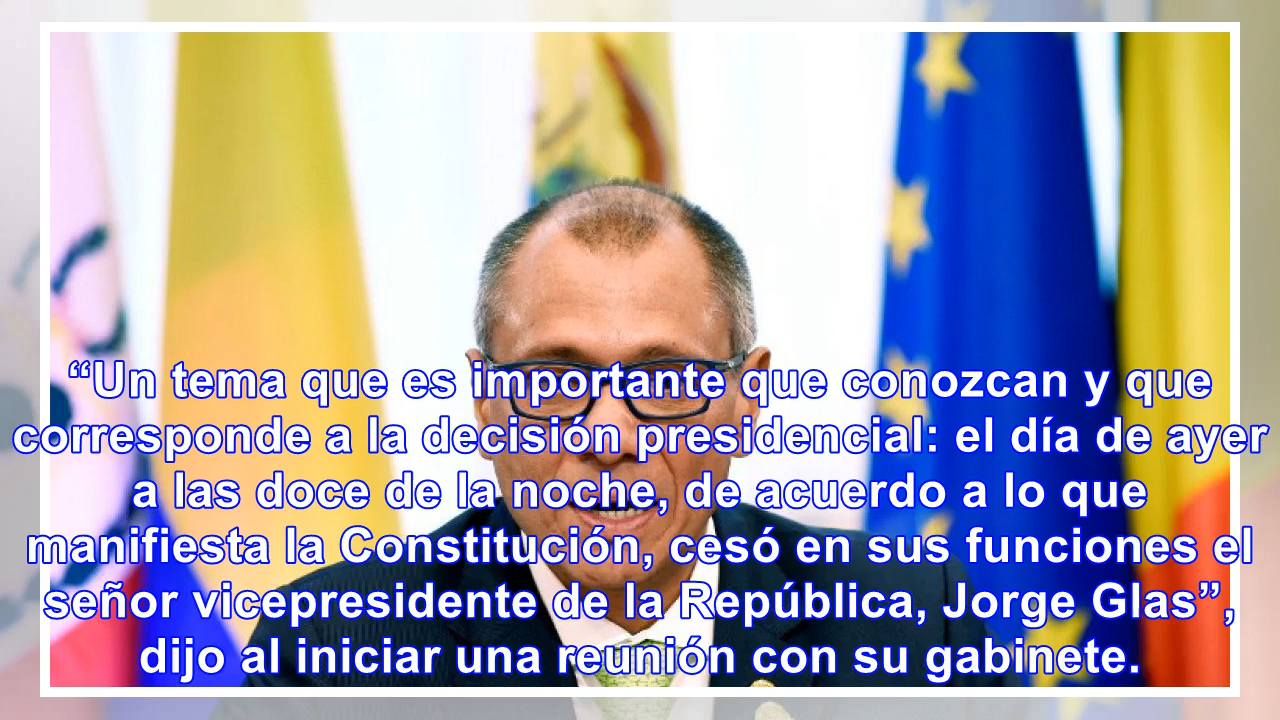 “Un tema que es importante que conozcan y que
corresponde a la decisión presidencial: el día de ayer
a las doce de la noche, de acuerdo a lo que
manifiesta la Constitución, cesó en sus funciones el
señor vicepresidente de la República, Jorge Glas”,
dijo al iniciar una reunión con su gabinete.